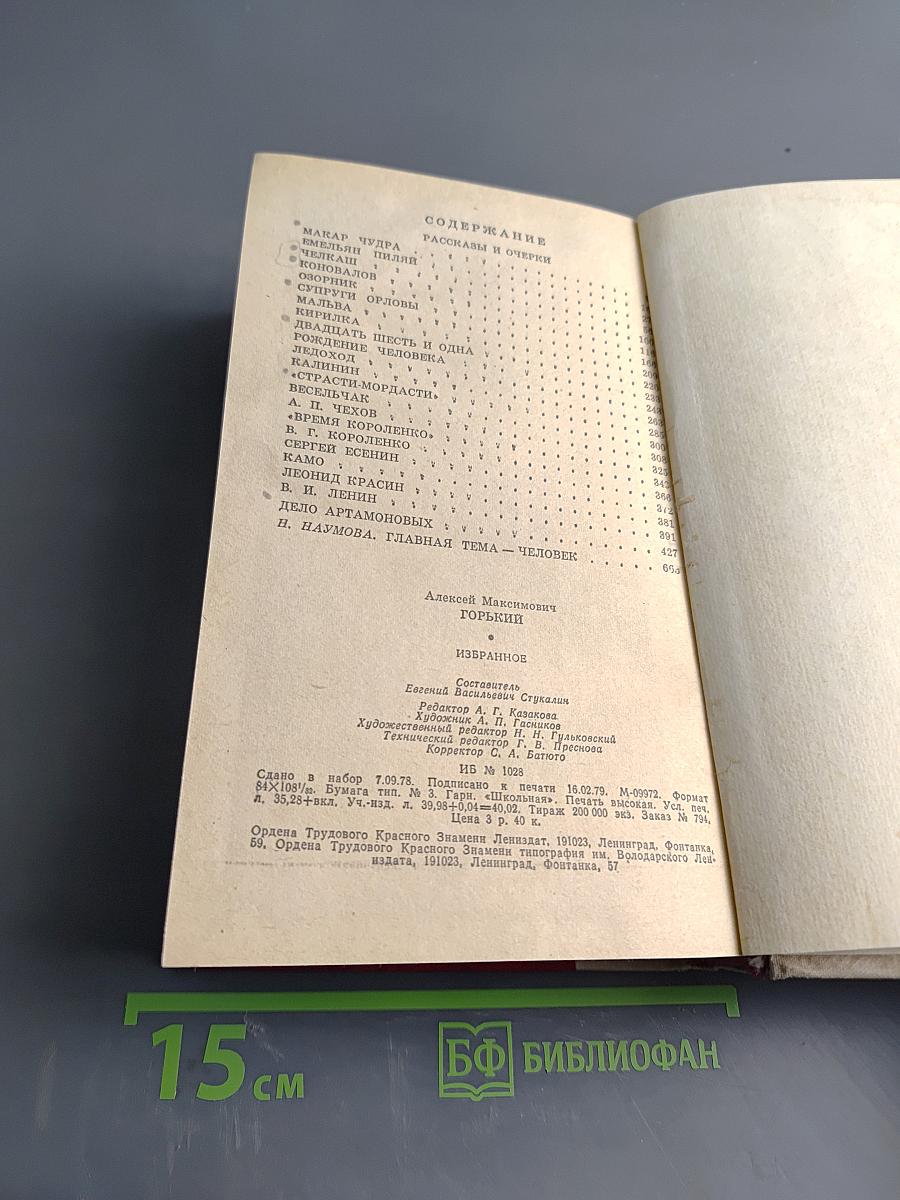 СОДЕРЖАНИЕ
РАССКАЗЫ И ОЧЕРКИ
МАКАР ЧУДРА
ЕМЕЛЬЯН ПИЛЯЙ
ЧЕЛКАШ
КОНОВАЛОВ
ОЗОРНИК
СУПРУГИ ОРЛОВЫ
МАЛЬВА
КИРИЛКА
ДВАДЦАТЬ ШЕСТЬ И ОДНА
РОЖДЕНИЕ ЧЕЛОВЕКА
ЛЕДОХОД
КАЛИНИН
«СТРАСТИ-МОРДАСТИ»
ВЕСЕЛЬЧАК
А. П. ЧЕХОВ
«ВРЕМЯ КОРОЛЕНКО»
В. Г. КОРОЛЕНКО
СЕРГЕЙ ЕСЕНИН
КАМО
ЛЕОНИД КРАСИН
В. И. ЛЕНИН
ДЕЛО АРТАМОНОВЫХ . . . 427
Н. НАУМОВА. ГЛАВНАЯ ТЕМА — ЧЕЛОВЕК
Алексей Максимович
ГОРЬКИЙ
ИЗБРАННОЕ
Составитель
Евгений Васильевич Стукалин
Редактор А. Г. Казакова
Художник А. П. Гасников
Художественный редактор Н. Н. Гульковский
Технический редактор Г. В. Преснова
Корректор С. А. Батюто
ИБ № 1028
Сдано в набор 7.09.78. Подписано к печати 16.02.79. М-09972. Формат
84×108¹/₃₂. Бумага тип. № 3. Гарн. «Школьная». Печать высокая. Усл. печ.
л. 35,28+вкл. Уч.-изд. л. 39,98+0,04=40,02. Тираж 200 000 экз. Заказ № 794.
Цена 3 р. 40 к.
Ордена Трудового Красного Знамени Лениздат, 191023, Ленинград, Фонтанка,
59. Ордена Трудового Красного Знамени типография им. Володарского Лен-
издата, 191023, Ленинград, Фонтанка, 57
15 см
БФ БИБЛИОФАН